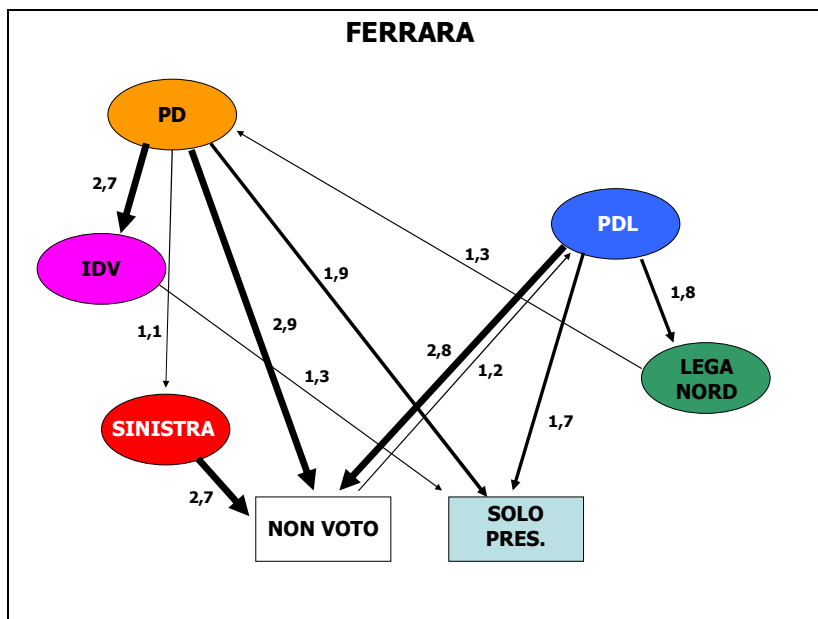 FERRARA
PD
2,7
PDL
IDV
1,3
1,9
1,8
1,1
2,9
2,8
1,3
1,2
LEGA
NORD
SINISTRA
1,7
2,7
NON VOTO
SOLO
PRES.